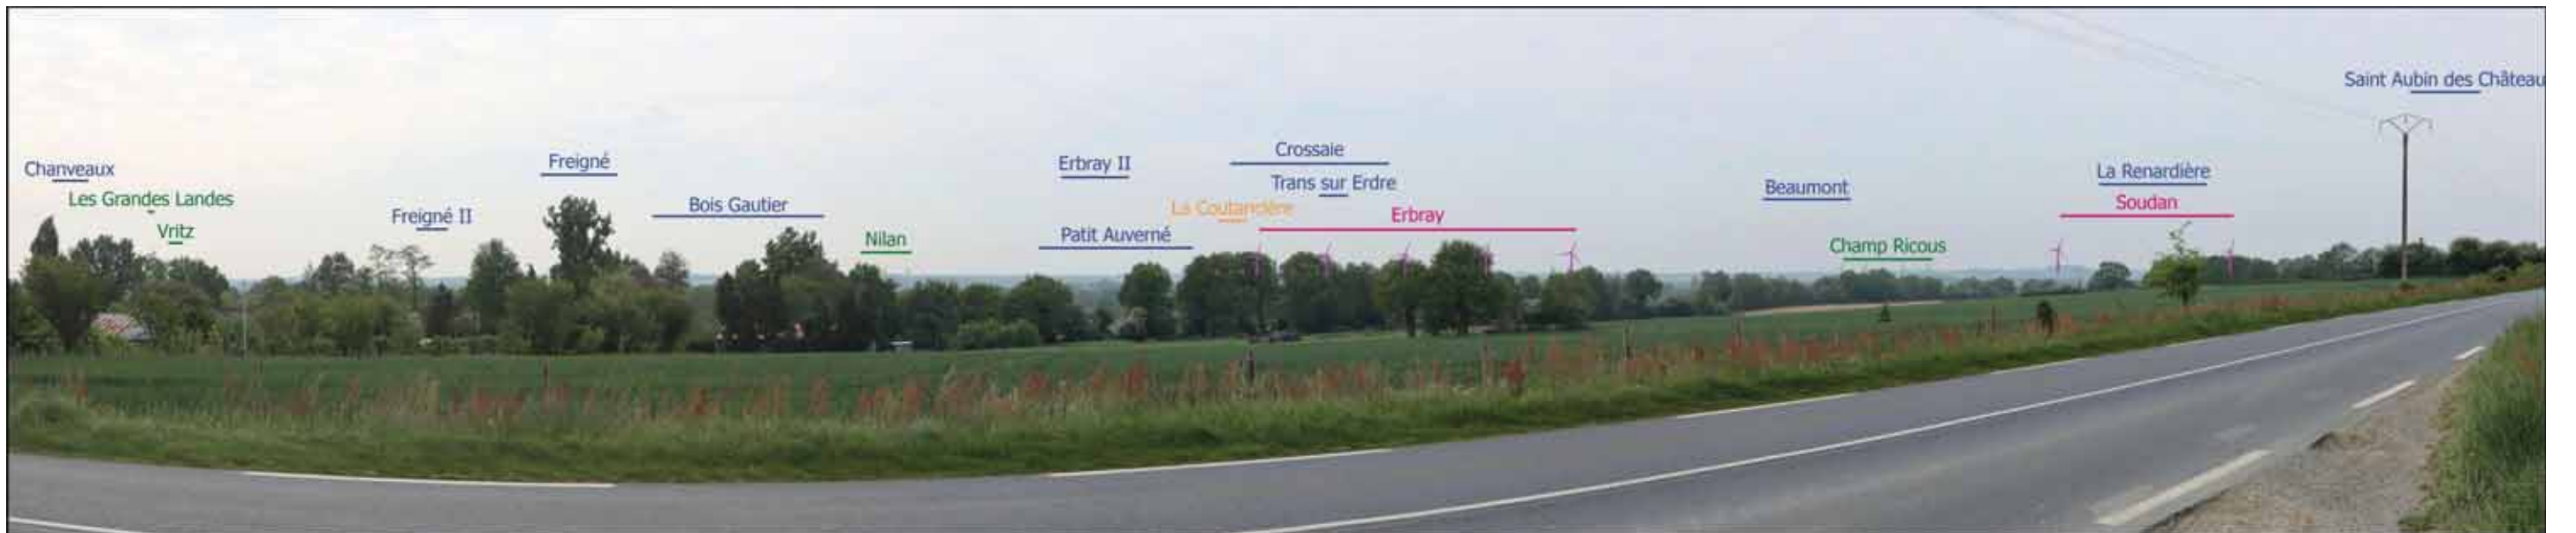 Chanveaux
Les Grandes Landes
Vritz
Freigné II
Freigné
Bois Gautier
Nilan
Erbray II
Patit Auverné
Crossaie
Trans sur Erdre
La Coutancière
Erbray
Beaumont
Champ Ricous
La Renardière
Soudan
Saint Aubin des Château